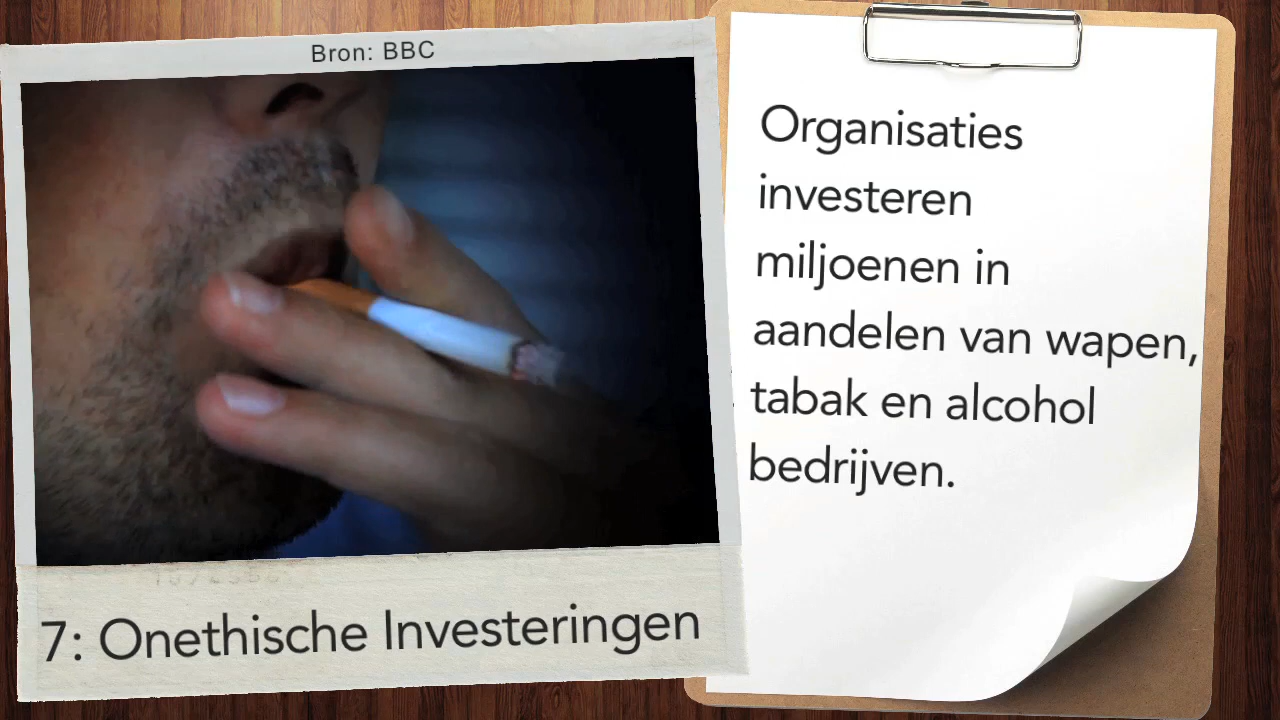 Bron: BBC
7: Onethische Investeringen
Organisaties
investeren
miljoenen in
aandelen van wapen,
tabak en alcohol
bedrijven.